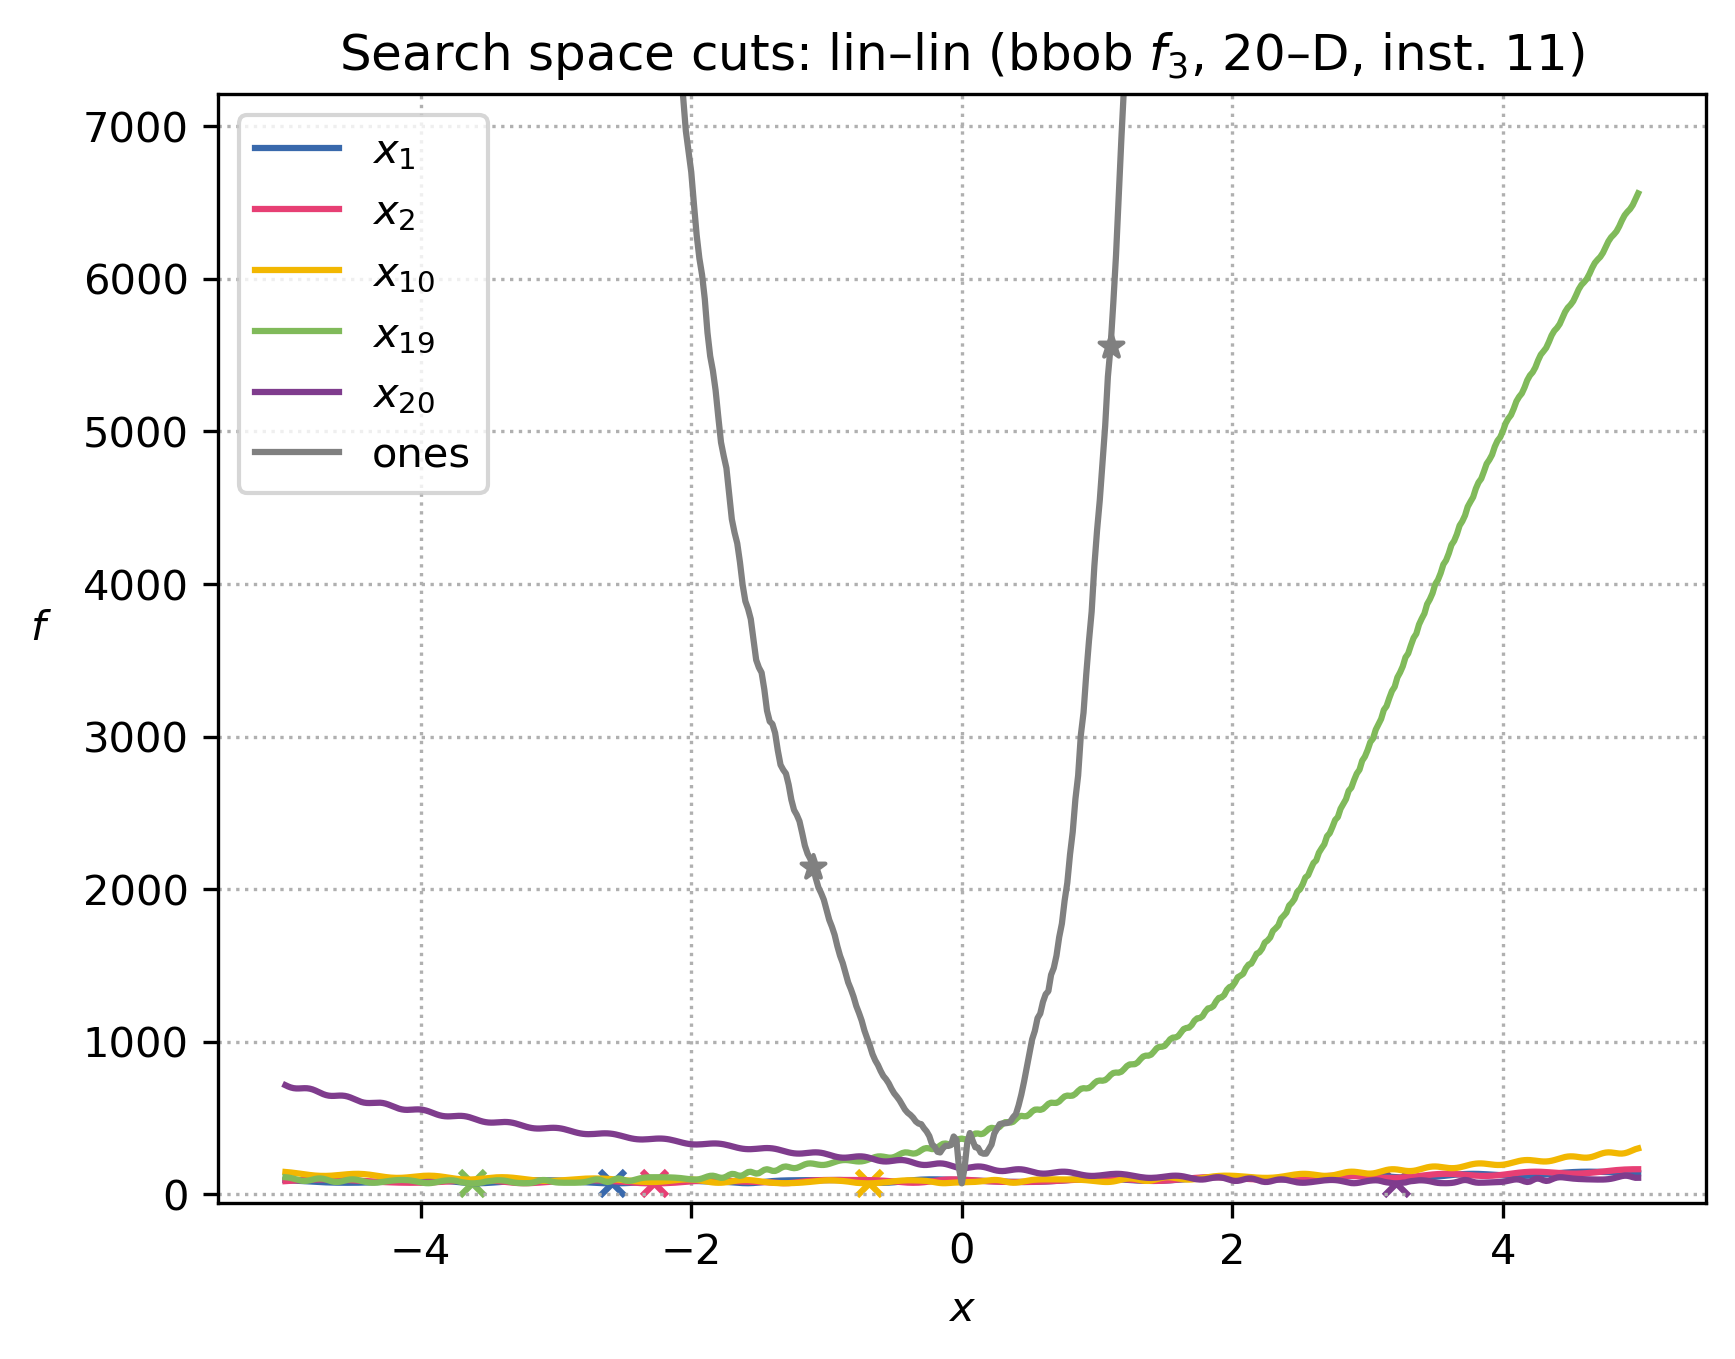 Search space cuts: lin–lin (bbob f₃, 20–D, inst. 11)
7000
6000
5000
4000
3000
2000
1000
0
f
x₁
x₂
x₁₀
x₁₉
x₂₀
ones
−4 −2 0 2 4
x